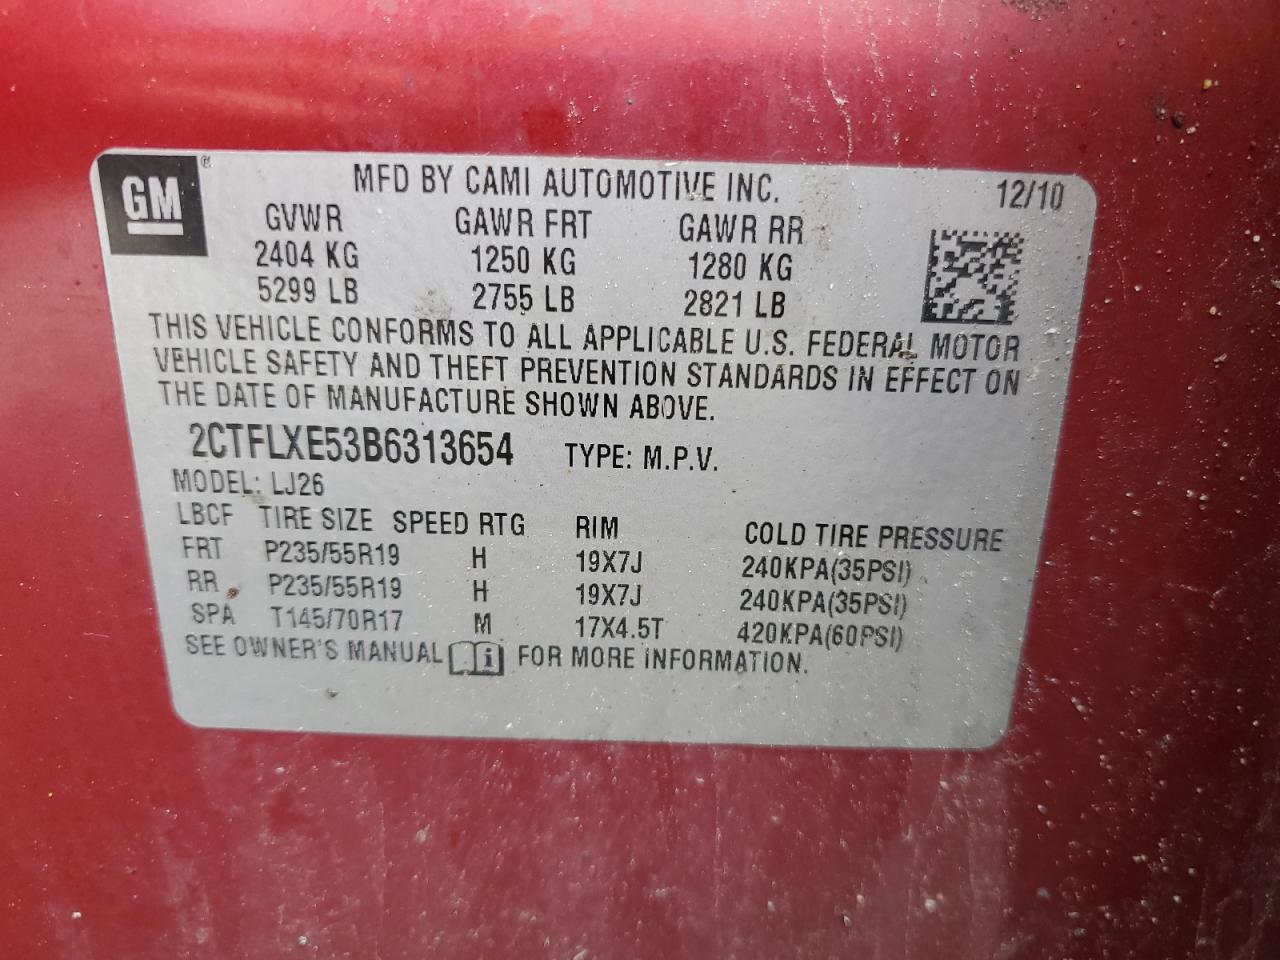 GM®
MFD BY CAMI AUTOMOTIVE INC. 12/10
GVWR GAWR FRT GAWR RR
2404 KG 1250 KG 1280 KG
5299 LB 2755 LB 2821 LB
THIS VEHICLE CONFORMS TO ALL APPLICABLE U.S. FEDERAL MOTOR
VEHICLE SAFETY AND THEFT PREVENTION STANDARDS IN EFFECT ON
THE DATE OF MANUFACTURE SHOWN ABOVE.
2CTFLXE53B6313654 TYPE: M.P.V.
MODEL: LJ26
LBCF TIRE SIZE SPEED RTG RIM COLD TIRE PRESSURE
FRT P235/55R19 H 19X7J 240KPA(35PSI)
RR P235/55R19 H 19X7J 240KPA(35PSI)
SPA T145/70R17 M 17X4.5T 420KPA(60PSI)
SEE OWNER'S MANUAL i FOR MORE INFORMATION.